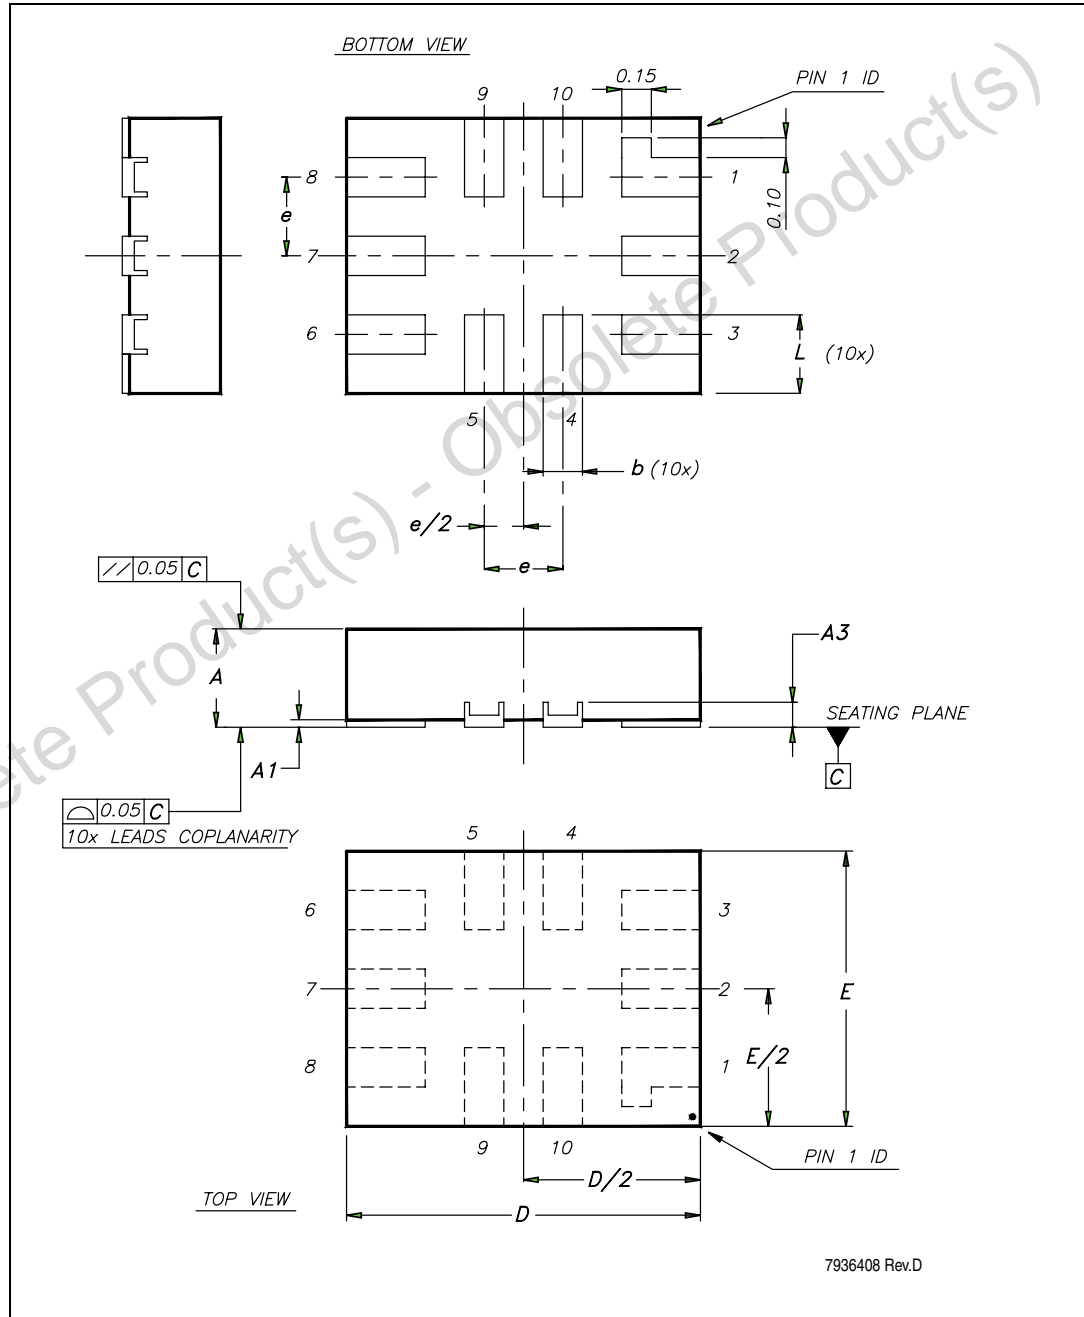 BOTTOM VIEW
0.15
PIN 1 ID
9 10
8
1
0.10
e
7
2
6
3
L (10x)
5
4
b (10x)
e/2
e
// 0.05 C
A
A3
SEATING PLANE
C
A1
0.05 C
10x LEADS COPLANARITY
5 4
6
3
7
2
E
8
1
E/2
9 10
PIN 1 ID
D/2
TOP VIEW
D
7936408 Rev.D
Obsolete Product(s) - Obsolete Product(s)